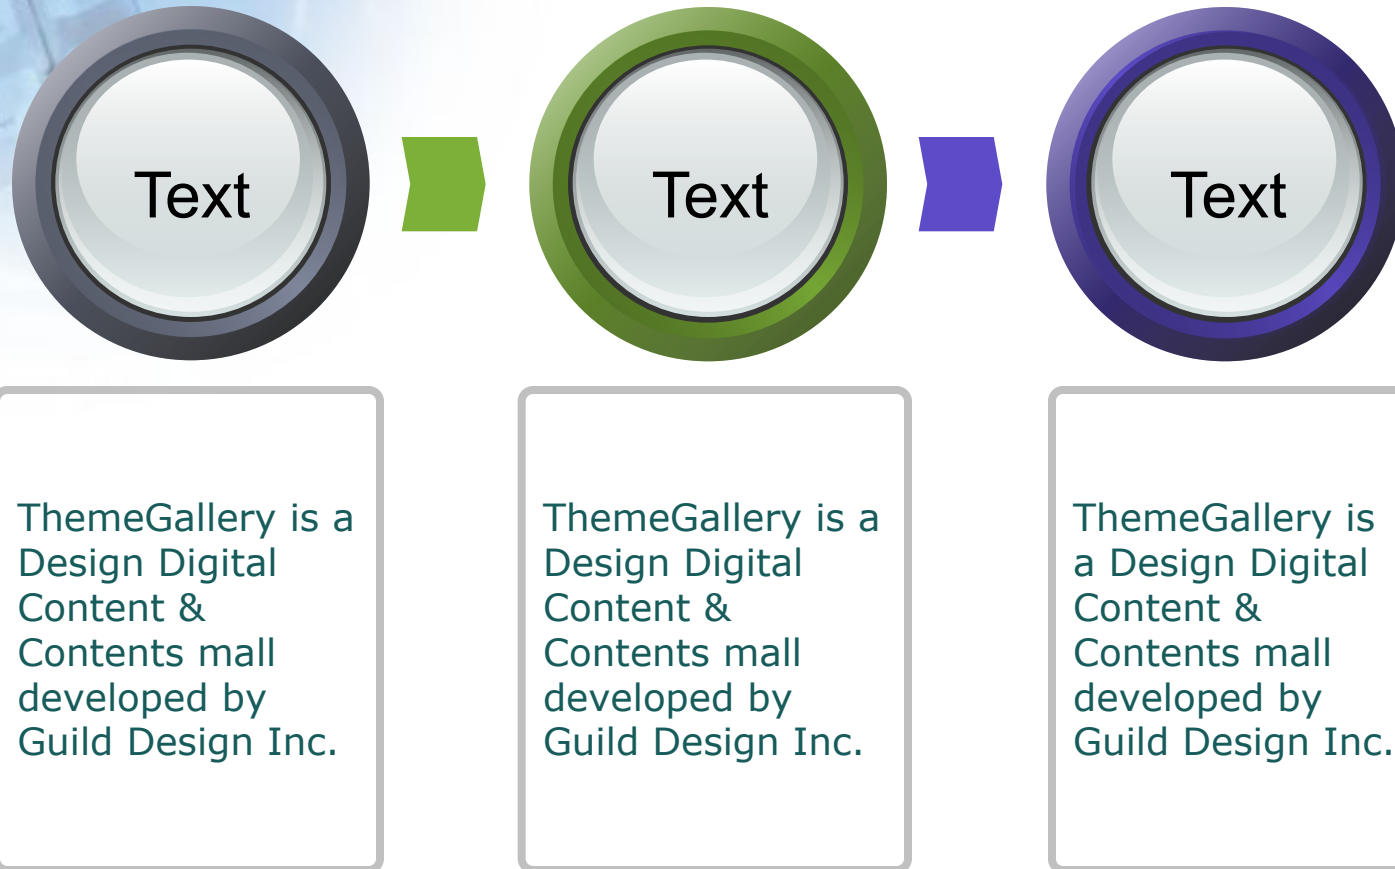 Text
Text
Text
ThemeGallery is a
Design Digital
Content &
Contents mall
developed by
Guild Design Inc.
ThemeGallery is a
Design Digital
Content &
Contents mall
developed by
Guild Design Inc.
ThemeGallery is
a Design Digital
Content &
Contents mall
developed by
Guild Design Inc.